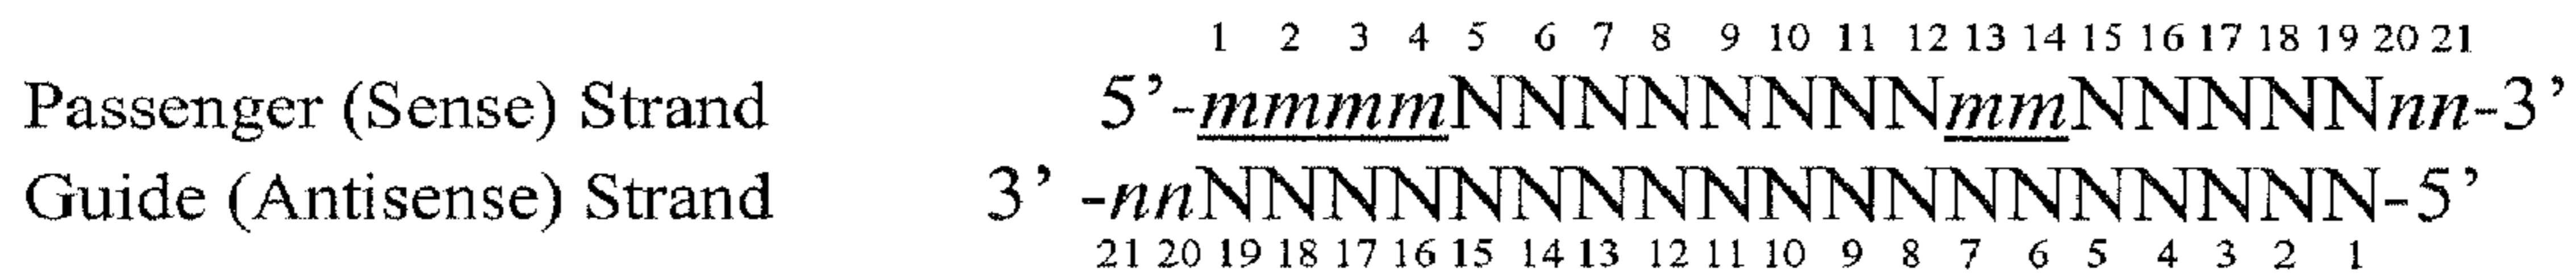 1 2 3 4 5 6 7 8 9 10 11 12 13 14 15 16 17 18 19 20 21
Passenger (Sense) Strand 5’-mmmmNNNNNNNNmmNNNNNnn-3’
Guide (Antisense) Strand 3’ -nnNNNNNNNNNNNNNNNNNNN-5’
21 20 19 18 17 16 15 14 13 12 11 10 9 8 7 6 5 4 3 2 1